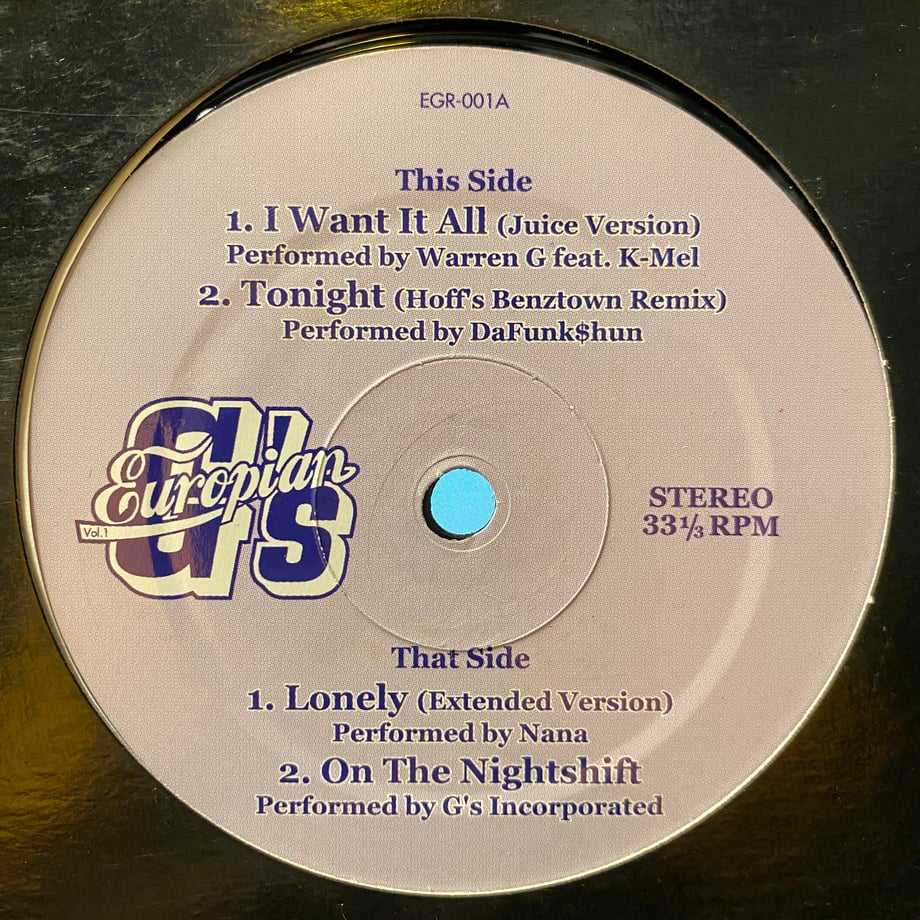 EGR-001A
This Side
1. I Want It All (Juice Version)
Performed by Warren G feat. K-Mel
2. Tonight (Hoff's Benztown Remix)
Performed by DaFunk$hun
Europian
G's
Vol.1
STEREO
33⅓ RPM
That Side
1. Lonely (Extended Version)
Performed by Nana
2. On The Nightshift
Performed by G's Incorporated